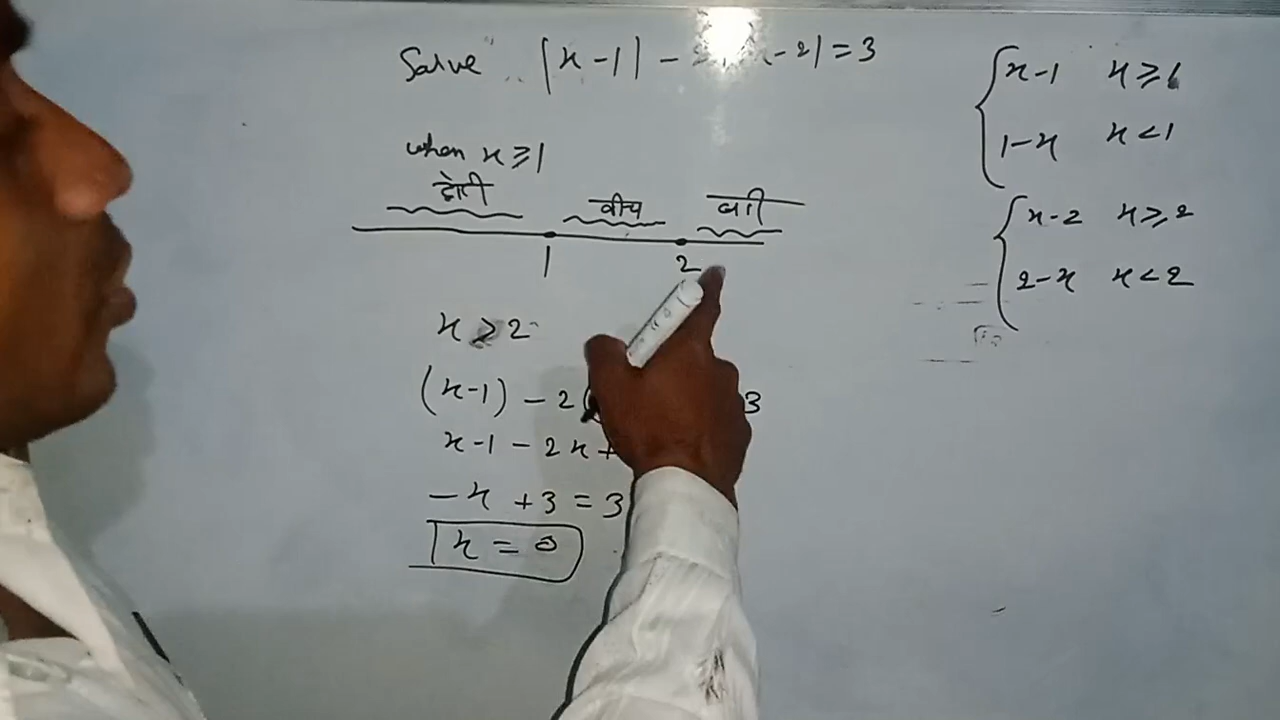 Solve |x-1| - x-2| = 3
when x ≥ 1
बीच
1 2
x ≥ 2
(x-1) - 2( 3
x-1 - 2x+
-x + 3 = 3
x = 0
x-1 x ≥ 1
1-x x < 1
x-2 x ≥ 2
2-x x < 2